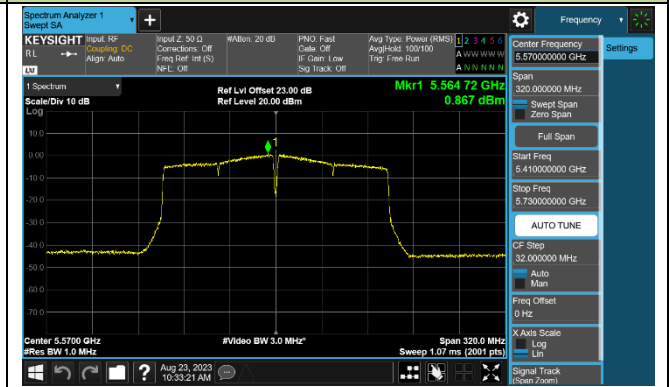 Spectrum Analyzer 1
Swept SA
+
Frequency
KEYSIGHT
RL
LXI
Input: RF
Coupling: DC
Align: Auto
Input Z: 50 Ω
Corrections: Off
Freq Ref: Int (S)
NFE: Off
#Atten: 20 dB
PNO: Fast
Gate: Off
IF Gain: Low
Sig Track: Off
Avg Type: Power (RMS)
Avg|Hold: 100/100
Trig: Free Run
1 2 3 4 5 6
A W W W W W
A N N N N N
1 Spectrum
Scale/Div 10 dB
Log
Ref Lvl Offset 23.00 dB
Ref Level 20.00 dBm
Mkr1 5.564 72 GHz
0.867 dBm
1
10.0
0.00
-10.0
-20.0
-30.0
-40.0
-50.0
-60.0
-70.0
Center 5.5700 GHz
#Res BW 1.0 MHz
#Video BW 3.0 MHz*
Span 320.0 MHz
Sweep 1.07 ms (2001 pts)
Center Frequency
5.570000000 GHz
Settings
Span
320.000000 MHz
Swept Span
Zero Span
Full Span
Start Freq
5.410000000 GHz
Stop Freq
5.730000000 GHz
AUTO TUNE
CF Step
32.000000 MHz
Auto
Man
Freq Offset
0 Hz
X Axis Scale
Log
Lin
Signal Track
(Span Zoom)
?
Aug 23, 2023
10:33:21 AM